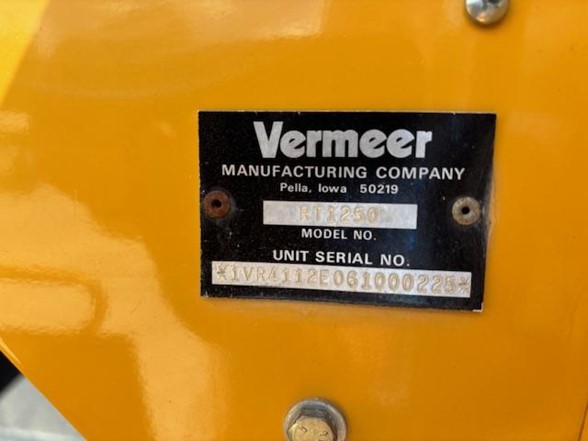 Vermeer
MANUFACTURING COMPANY
Pella, Iowa 50219
RT1250
MODEL NO.
UNIT SERIAL NO.
*1VR4112E061000225*